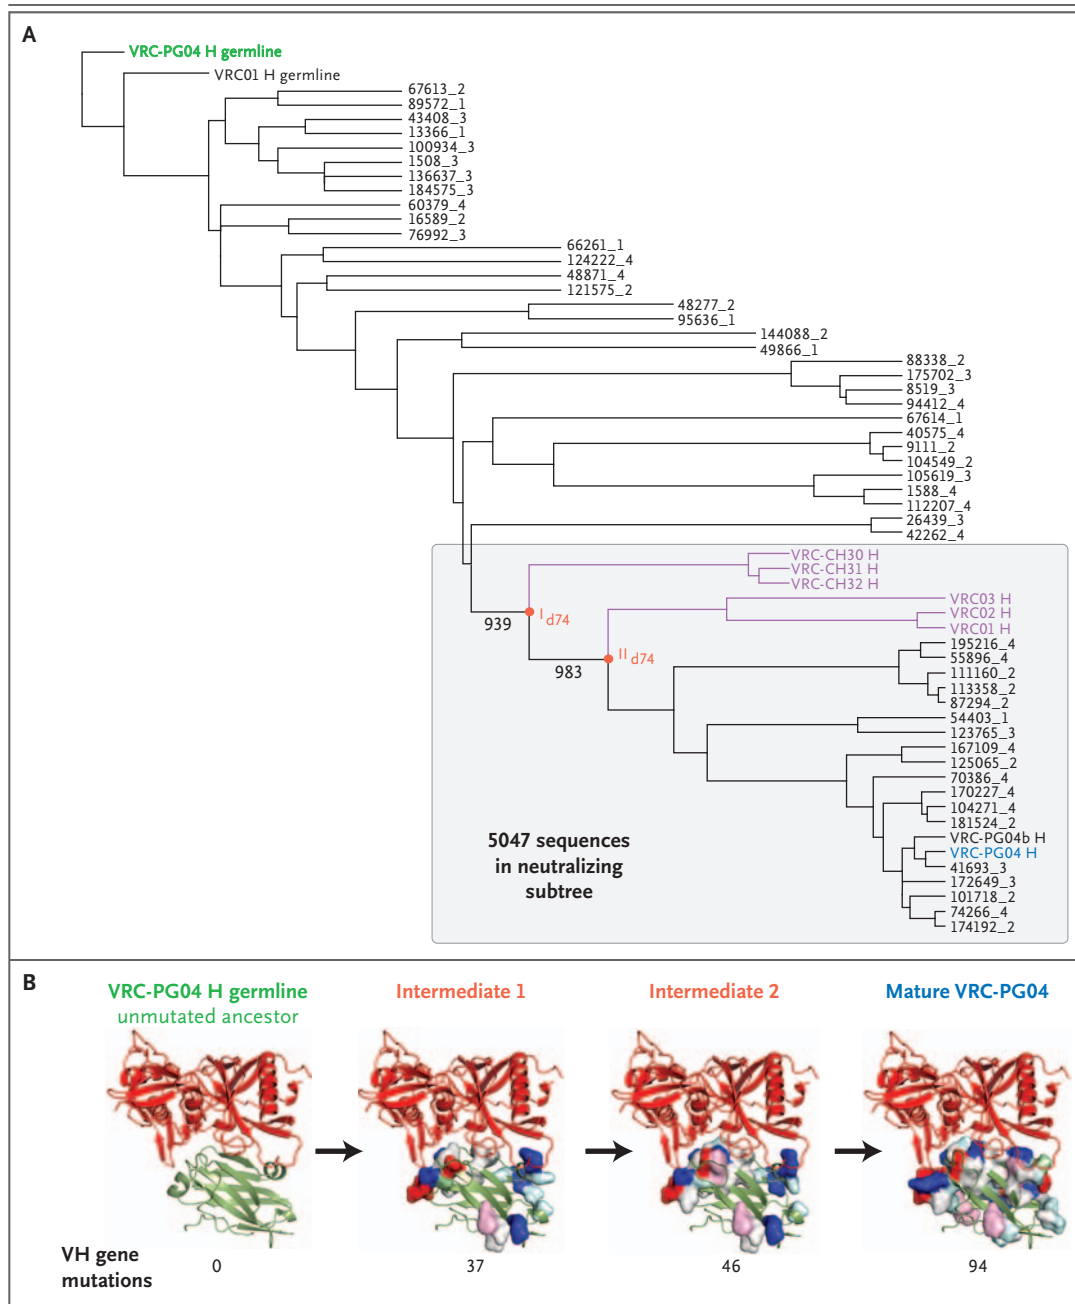 A
VRC-PG04 H germline
VRC01 H germline
67613_2
89572_1
43408_3
13366_1
100934_3
1508_3
136637_3
184575_3
60379_4
16589_2
76992_3
66261_1
124222_4
48871_4
121575_2
48277_2
95636_1
144088_2
49866_1
88338_2
175702_3
8519_3
94412_4
67614_1
40575_4
9111_2
104549_2
105619_3
1588_4
112207_4
26439_3
42262_4
VRC-CH30 H
VRC-CH31 H
VRC-CH32 H
VRC03 H
VRC02 H
VRC01 H
939
I d74
983
II d74
195216_4
55896_4
111160_2
113358_2
87294_2
54403_1
123765_3
167109_4
125065_2
70386_4
170227_4
104271_4
181524_2
VRC-PG04b H
VRC-PG04 H
41693_3
172649_3
101718_2
74266_4
174192_2
5047 sequences
in neutralizing
subtree
B
VRC-PG04 H germline
unmutated ancestor
Intermediate 1
Intermediate 2
Mature VRC-PG04
VH gene
mutations
0
37
46
94